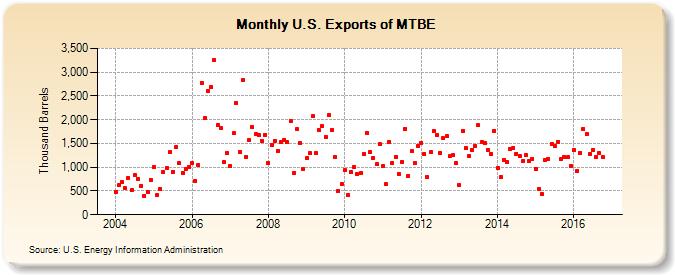 Monthly U.S. Exports of MTBE
Thousand Barrels
3,500
3,000
2,500
2,000
1,500
1,000
500
0
2004 2006 2008 2010 2012 2014 2016
Source: U.S. Energy Information Administration